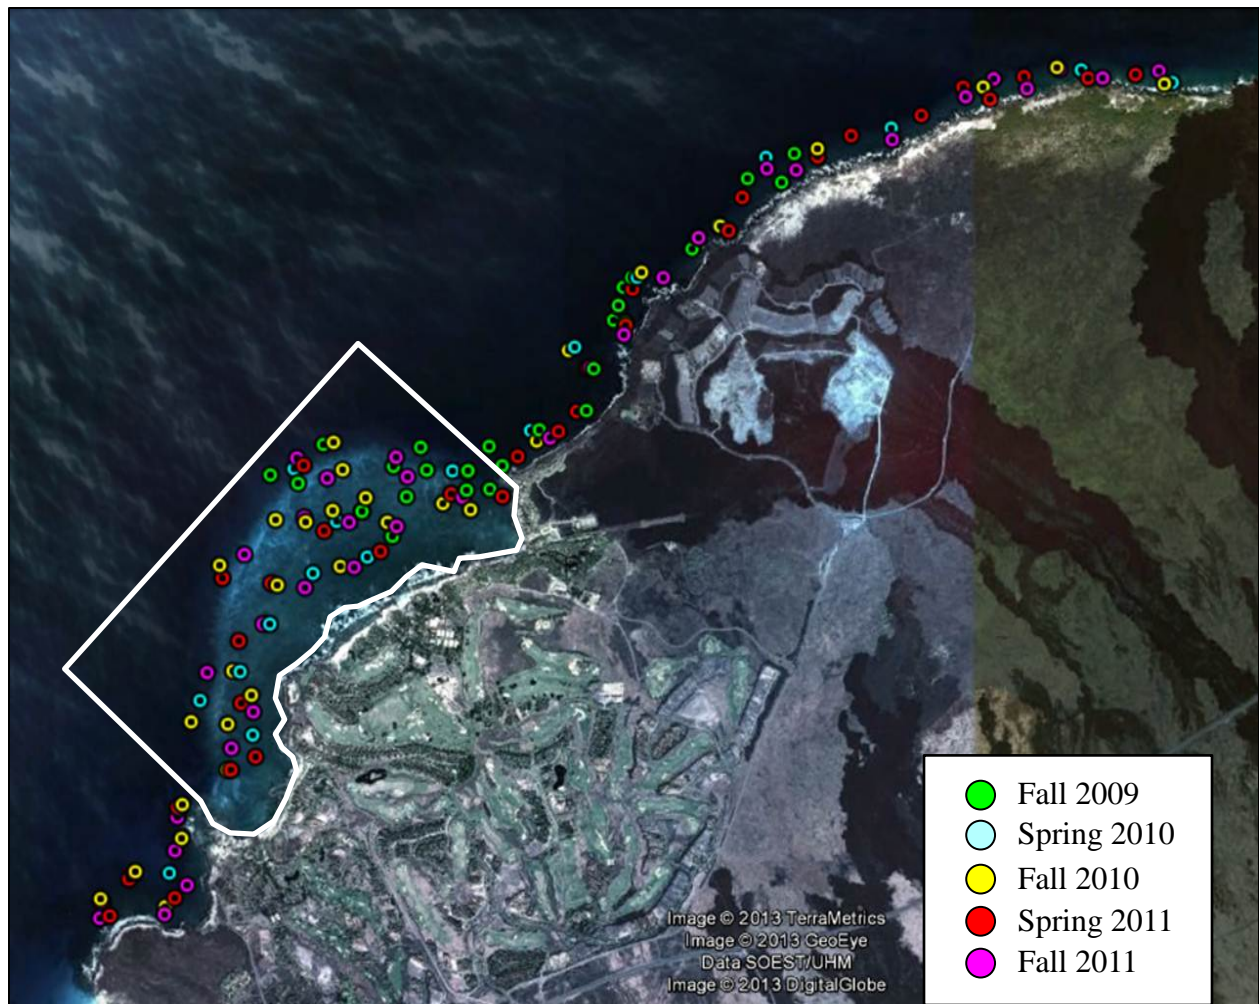 Fall 2009
Spring 2010
Fall 2010
Spring 2011
Fall 2011
Image © 2013 TerraMetrics
Image © 2013 GeoEye
Data SOEST/UHM
Image © 2013 DigitalGlobe